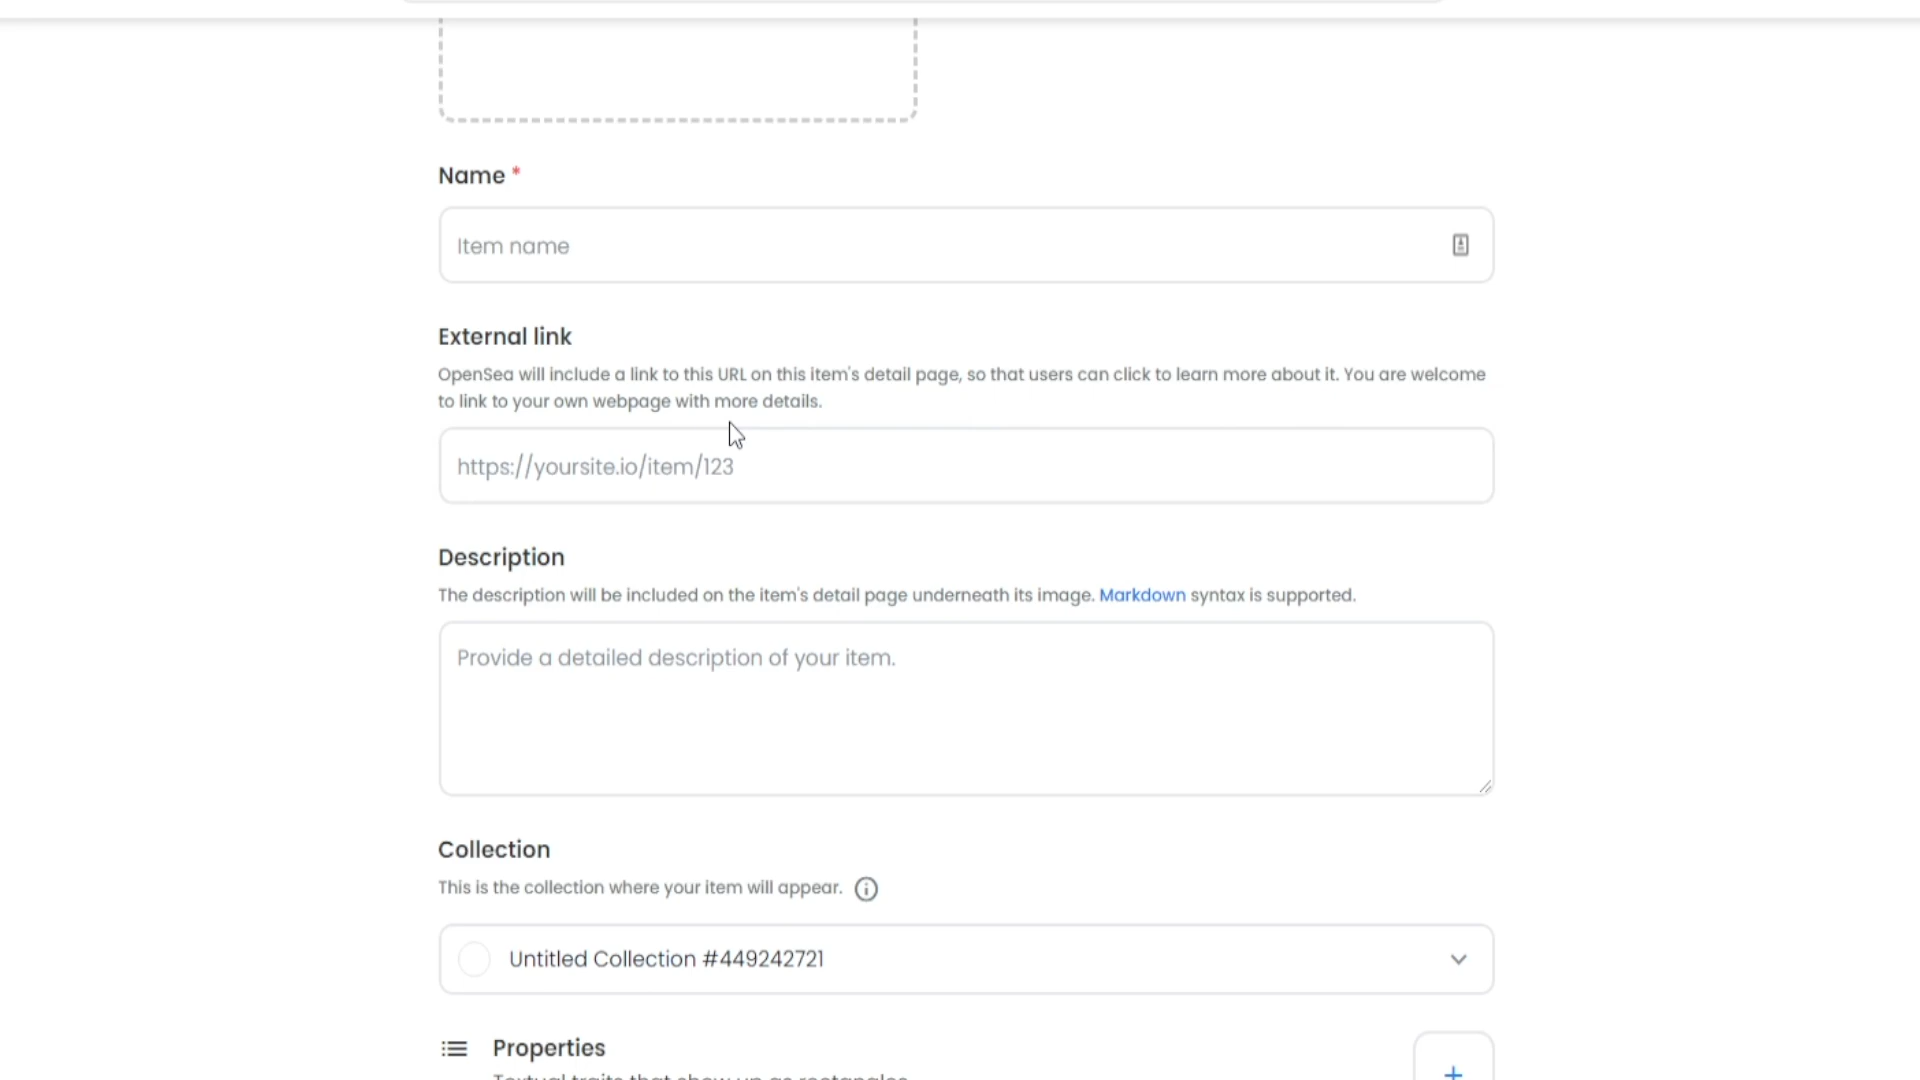 Name *
Item name
External link
OpenSea will include a link to this URL on this item's detail page, so that users can click to learn more about it. You are welcome
to link to your own webpage with more details.
https://yoursite.io/item/123
Description
The description will be included on the item's detail page underneath its image. Markdown syntax is supported.
Provide a detailed description of your item.
Collection
This is the collection where your item will appear.
Untitled Collection #449242721
Properties
Textual traits that show up as rectangles